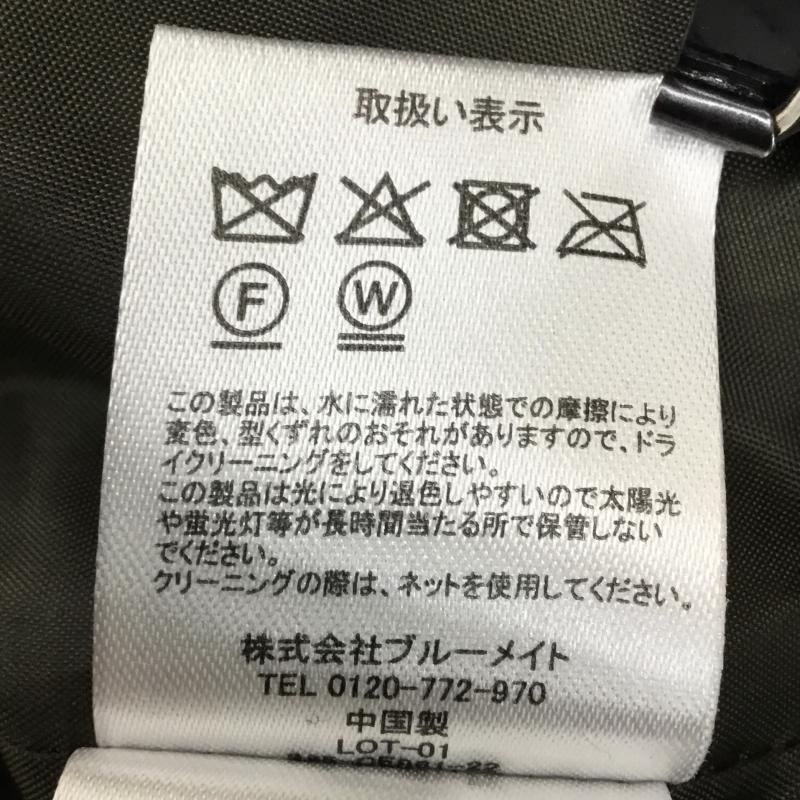 取扱い表示
F W
この製品は、水に濡れた状態での摩擦により
変色、型くずれのおそれがありますので、ドラ
イクリーニングをしてください。
この製品は光により退色しやすいので太陽光
や蛍光灯等が長時間当たる所で保管しない
でください。
クリーニングの際は、ネットを使用してください。
株式会社ブルーメイト
TEL 0120-772-970
中国製
LOT-01